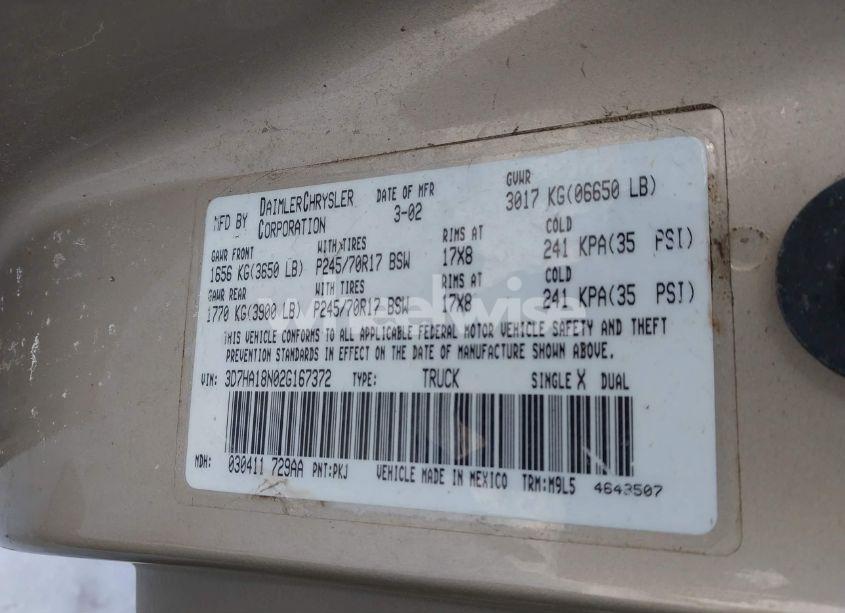 MFD BY DAIMLERCHRYSLER CORPORATION DATE OF MFR 3-02 GVWR 3017 KG(06650 LB)
GAWR FRONT WITH TIRES RIMS AT COLD
1656 KG(3650 LB) P245/70R17 BSW 17X8 241 KPA(35 PSI)
GAWR REAR WITH TIRES RIMS AT COLD
1770 KG(3900 LB) P245/70R17 BSW 17X8 241 KPA(35 PSI)
THIS VEHICLE CONFORMS TO ALL APPLICABLE FEDERAL MOTOR VEHICLE SAFETY AND THEFT
PREVENTION STANDARDS IN EFFECT ON THE DATE OF MANUFACTURE SHOWN ABOVE.
VIN: 3D7HA18N02G167372 TYPE: TRUCK SINGLE X DUAL
MDH: 030411 729AA PNT:PKJ VEHICLE MADE IN MEXICO TRM:M9L5 4643507
wheelwise